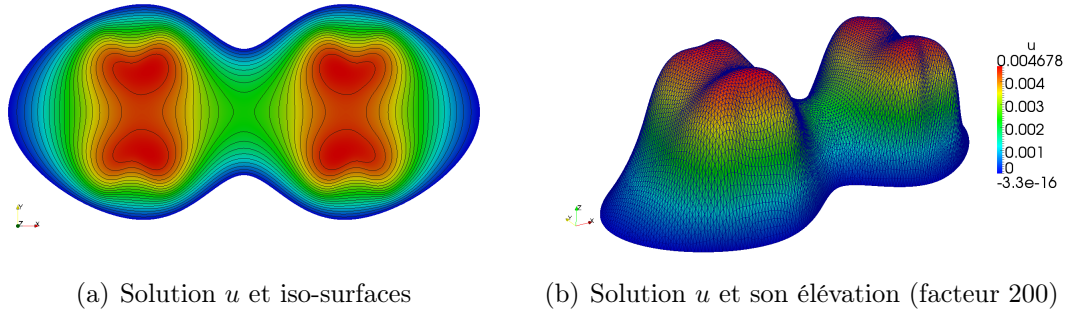 u
0.004678
0.004
0.003
0.002
0.001
0
-3.3e-16
Y
Z
X
Z
Y
X
(a) Solution u et iso-surfaces
(b) Solution u et son élévation (facteur 200)